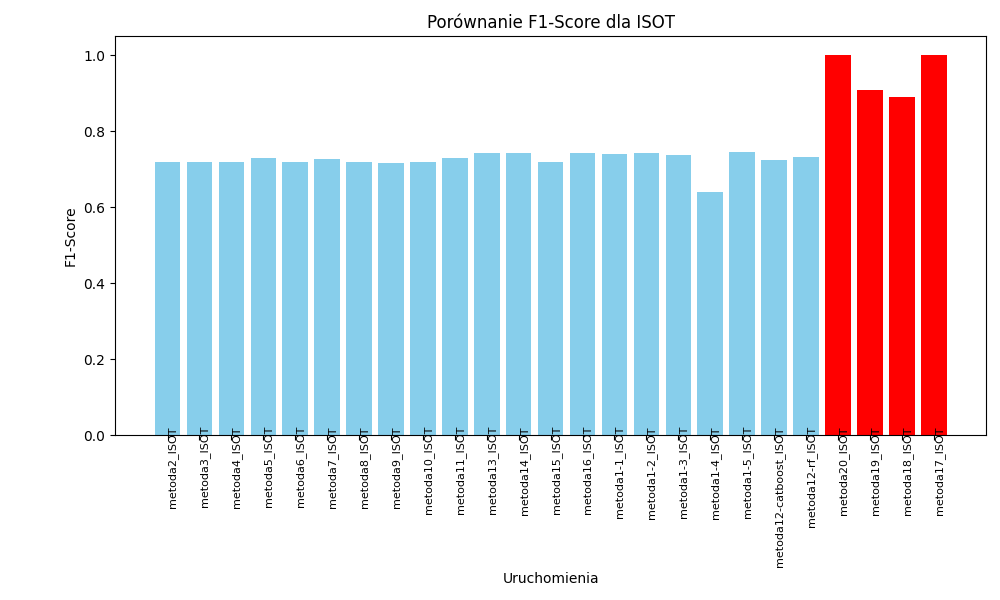 Porównanie F1-Score dla ISOT
F1-Score
1.0
0.8
0.6
0.4
0.2
0.0
metoda2_ISOT
metoda3_ISOT
metoda4_ISOT
metoda5_ISOT
metoda6_ISOT
metoda7_ISOT
metoda8_ISOT
metoda9_ISOT
metoda10_ISOT
metoda11_ISOT
metoda13_ISOT
metoda14_ISOT
metoda15_ISOT
metoda16_ISOT
metoda1-1_ISOT
metoda1-2_ISOT
metoda1-3_ISOT
metoda1-4_ISOT
metoda1-5_ISOT
metoda12-catboost_ISOT
metoda12-rf_ISOT
metoda20_ISOT
metoda19_ISOT
metoda18_ISOT
metoda17_ISOT
Uruchomienia